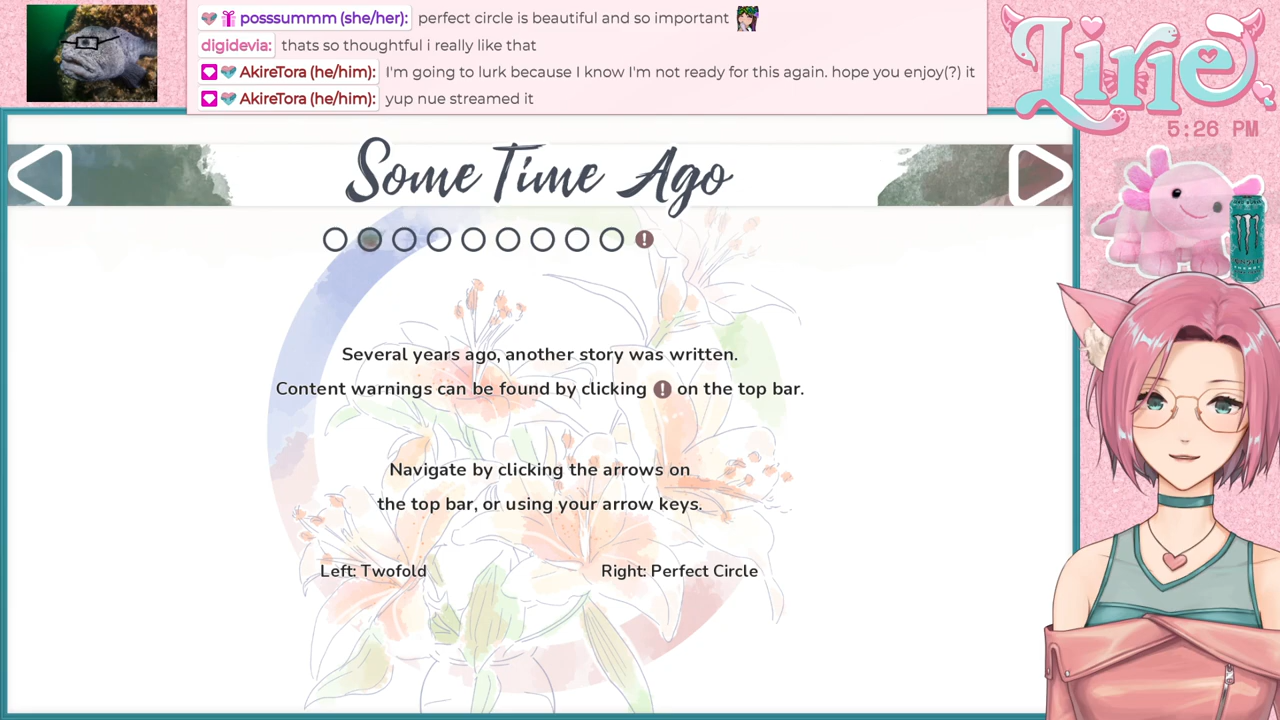 posssummm (she/her): perfect circle is beautiful and so important
digidevia: thats so thoughtful i really like that
AkireTora (he/him): I'm going to lurk because I know I'm not ready for this again. hope you enjoy(?) it
AkireTora (he/him): yup nue streamed it
Lirie
5:26 PM
Some Time Ago
!
Several years ago, another story was written.
Content warnings can be found by clicking ! on the top bar.
Navigate by clicking the arrows on
the top bar, or using your arrow keys.
Left: Twofold
Right: Perfect Circle